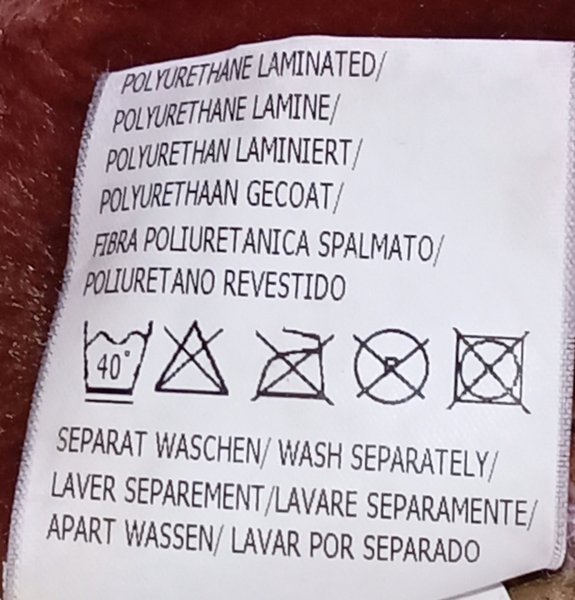 POLYURETHANE LAMINATED/
POLYURETHANE LAMINE/
POLYURETHAN LAMINIERT/
POLYURETHAAN GECOAT/
FIBRA POLIURETANICA SPALMATO/
POLIURETANO REVESTIDO
40° P
SEPARAT WASCHEN/ WASH SEPARATELY/
LAVER SEPAREMENT/LAVARE SEPARAMENTE/
APART WASSEN/ LAVAR POR SEPARADO